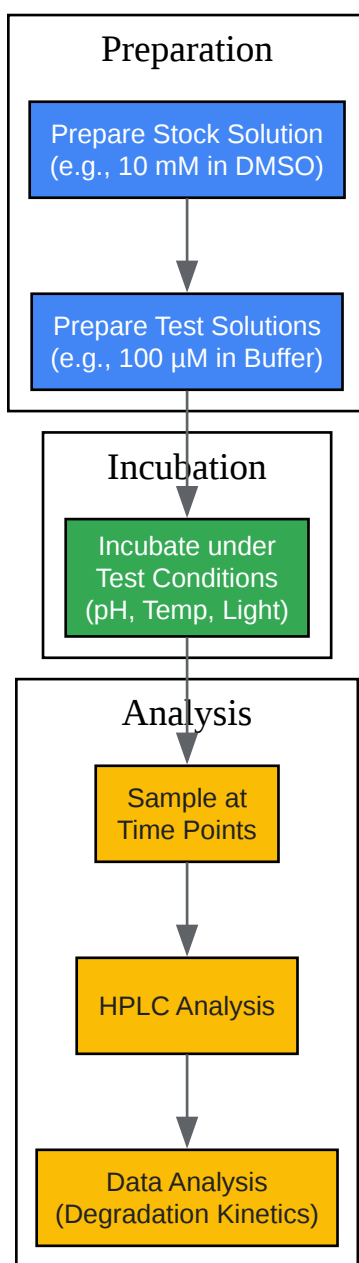 Preparation
Prepare Stock Solution
(e.g., 10 mM in DMSO)
Prepare Test Solutions
(e.g., 100 µM in Buffer)
Incubation
Incubate under
Test Conditions
(pH, Temp, Light)
Analysis
Sample at
Time Points
HPLC Analysis
Data Analysis
(Degradation Kinetics)